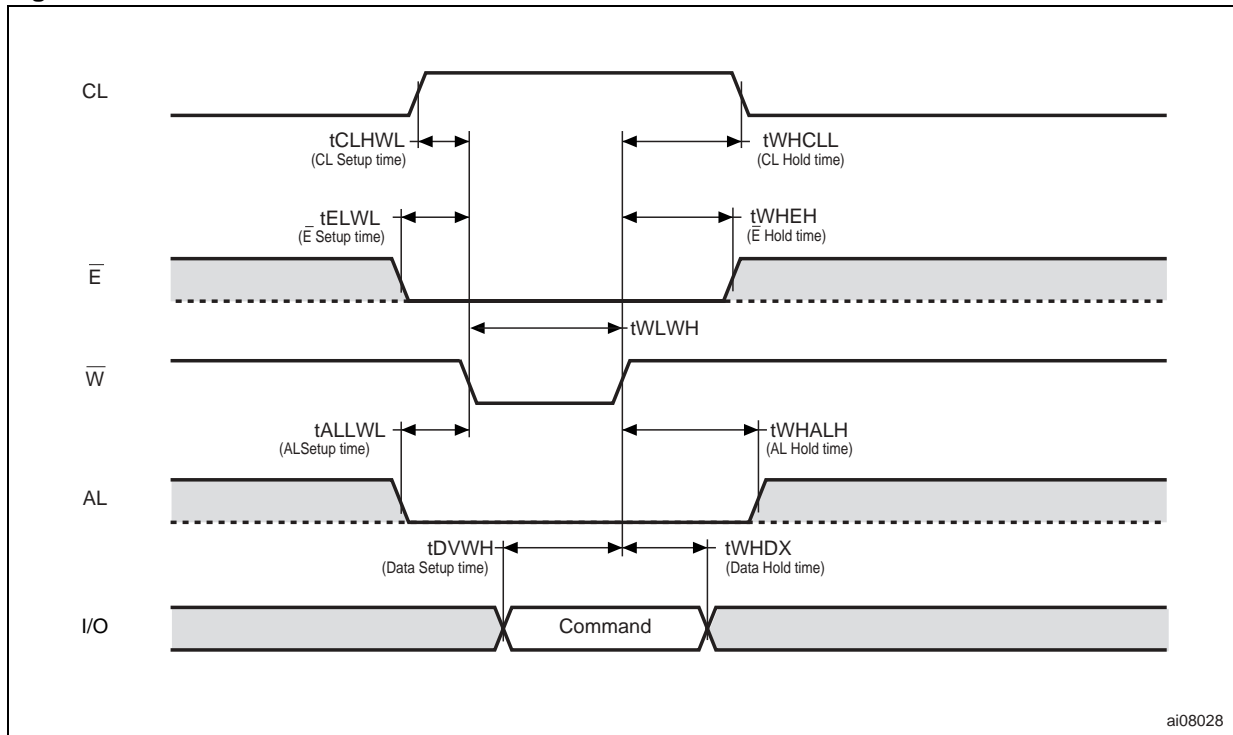 CL
tCLHWL
(CL Setup time)
tWHCLL
(CL Hold time)
tELWL
(E̅ Setup time)
tWHEH
(E̅ Hold time)
E̅
tWLWH
W̅
tALLWL
(ALSetup time)
tWHALH
(AL Hold time)
AL
tDVWH
(Data Setup time)
tWHDX
(Data Hold time)
I/O
Command
ai08028